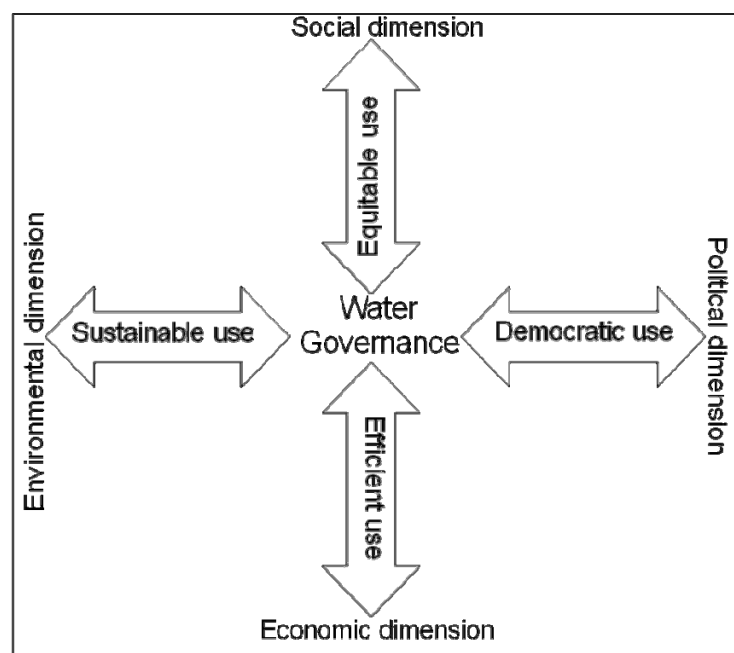 Social dimension
Equitable use
Environmental dimension
Sustainable use
Water
Governance
Democratic use
Political dimension
Efficient use
Economic dimension